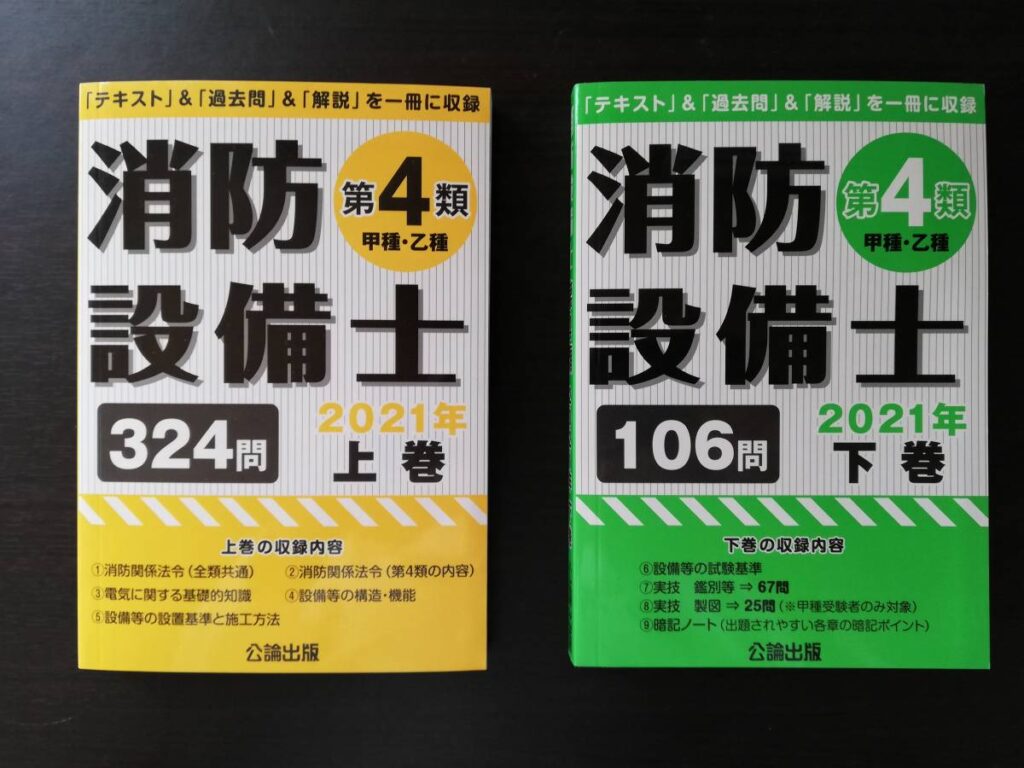 「テキスト」&「過去問」&「解説」を一冊に収録
消防
第4類
甲種・乙種
設備士
324問
2021年
上巻
上巻の収録内容
①消防関係法令(全類共通) ②消防関係法令(第4類の内容)
③電気に関する基礎的知識 ④設備等の構造・機能
⑤設備等の設置基準と施工方法
公論出版
「テキスト」&「過去問」&「解説」を一冊に収録
消防
第4類
甲種・乙種
設備士
106問
2021年
下巻
下巻の収録内容
⑥設備等の試験基準
⑦実技 鑑別等 ⇒ 67問
⑧実技 製図 ⇒ 25問(※甲種受験者のみ対象)
⑨暗記ノート(出題されやすい各章の暗記ポイント)
公論出版